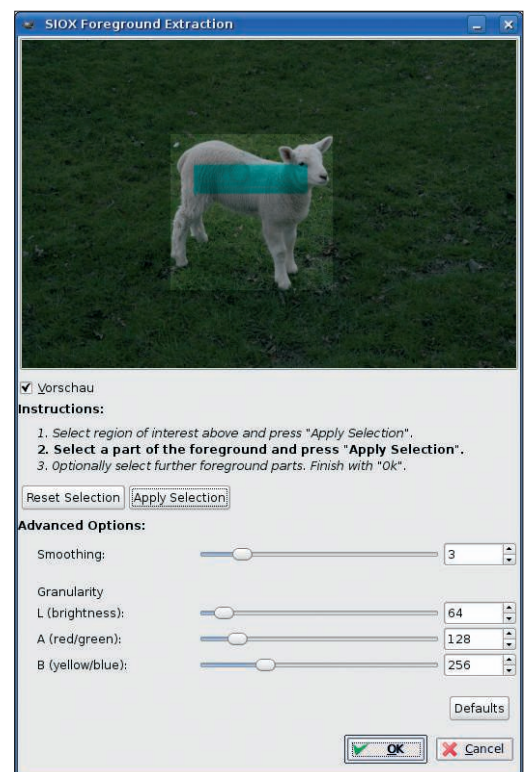 SIOX Foreground Extraction
Vorschau
Instructions:
1. Select region of interest above and press "Apply Selection".
2. Select a part of the foreground and press "Apply Selection".
3. Optionally select further foreground parts. Finish with "Ok".
Reset Selection Apply Selection
Advanced Options:
Smoothing: 3
Granularity
L (brightness): 64
A (red/green): 128
B (yellow/blue): 256
Defaults
OK Cancel